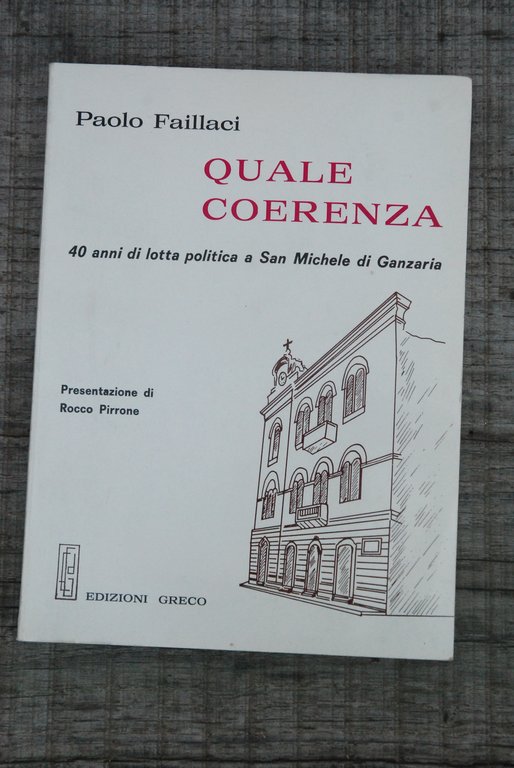 Paolo Faillaci
QUALE
COERENZA
40 anni di lotta politica a San Michele di Ganzaria
Presentazione di
Rocco Pirrone
EDIZIONI GRECO